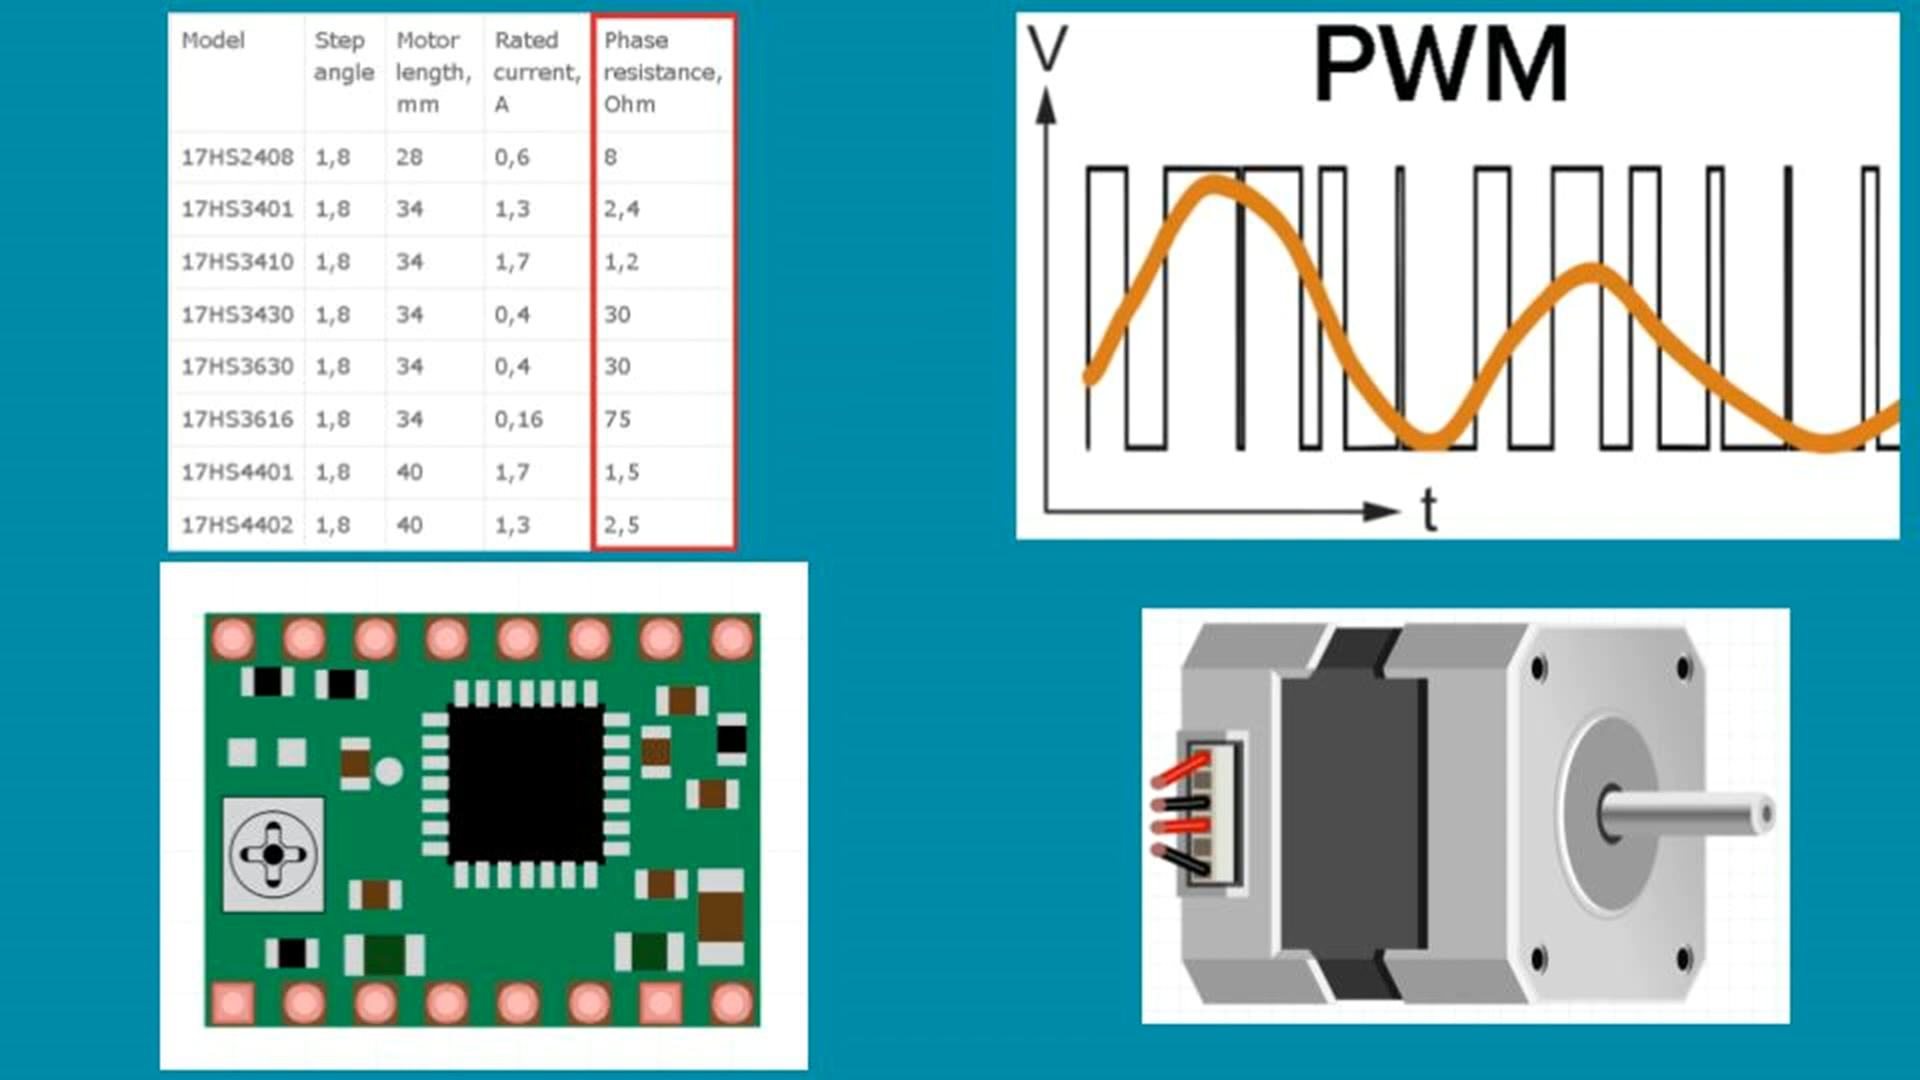 Model Step angle Motor length, mm Rated current, A Phase resistance, Ohm
17HS2408 1,8 28 0,6 8
17HS3401 1,8 34 1,3 2,4
17HS3410 1,8 34 1,7 1,2
17HS3430 1,8 34 0,4 30
17HS3630 1,8 34 0,4 30
17HS3616 1,8 34 0,16 75
17HS4401 1,8 40 1,7 1,5
17HS4402 1,8 40 1,3 2,5
PWM
V
t